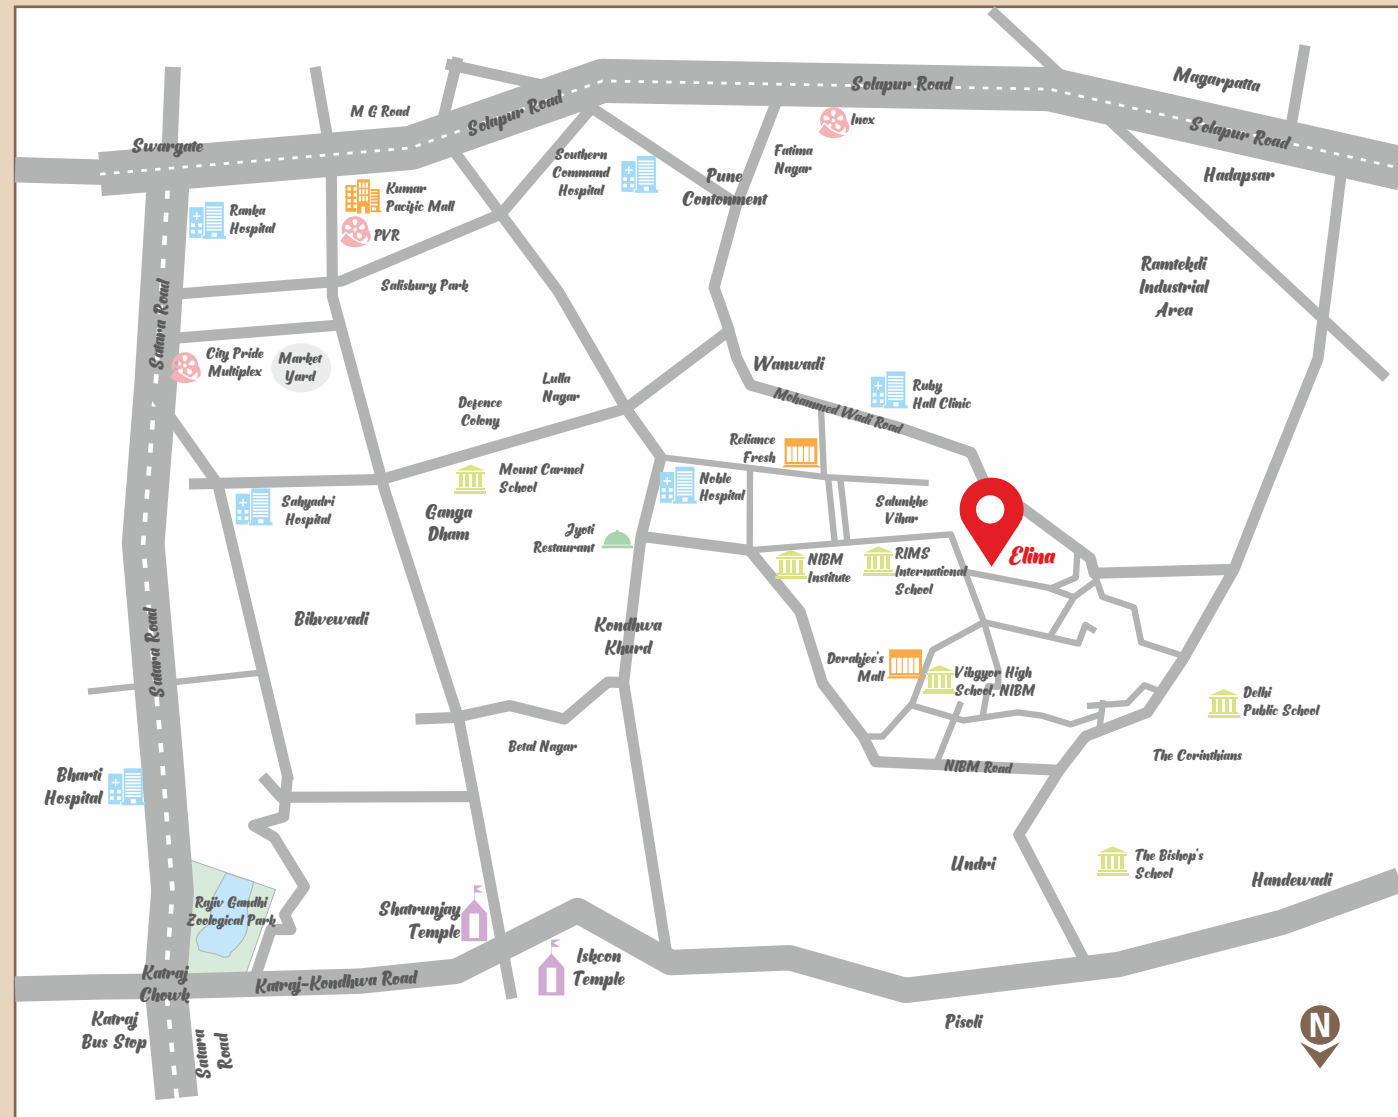 Magarpatta
Solapur Road
M G Road
Solapur Road
Inox
Solapur Road
Swargate
Southern
Command
Hospital
Fatima
Nagar
Pune
Contonment
Hadapsar
Kumar
Pacific Mall
Ranka
Hospital
PVR
Salisbury Park
Ramtekdi
Industrial
Area
Satara Road
City Pride
Multiplex
Market
Yard
Wanwadi
Lulla
Nagar
Ruby
Hall Clinic
Mohammed Wadi Road
Defence
Colony
Reliance
Fresh
Mount Carmel
School
Noble
Hospital
Sahyadri
Hospital
Ganga
Dham
Salunkhe
Vihar
Jyoti
Restaurant
Elina
NIBM
Institute
RIMS
International
School
Bibvewadi
Kondhwa
Khurd
Satara Road
Dorabjee's
Mall
Vibgyor High
School, NIBM
Delhi
Public School
Betal Nagar
The Corinthians
NIBM Road
Bharti
Hospital
Undri
The Bishop's
School
Handewadi
Rajiv Gandhi
Zoological Park
Shatrunjay
Temple
Iskcon
Temple
Katraj
Chowk
Katraj-Kondhwa Road
Katraj
Bus Stop
Satara
Road
Pisoli
N